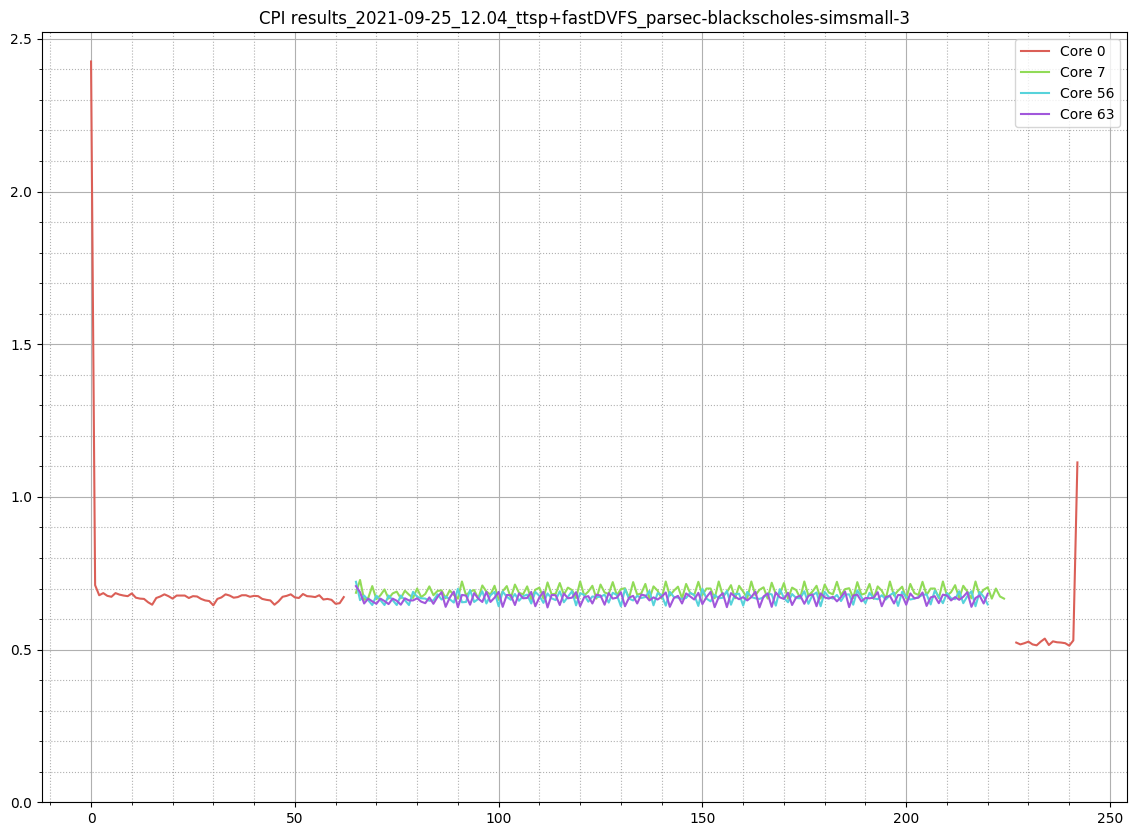 CPI results_2021-09-25_12.04_ttsp+fastDVFS_parsec-blackscholes-simsmall-3
Core 0
Core 7
Core 56
Core 63
2.5
2.0
1.5
1.0
0.5
0.0
0 50 100 150 200 250